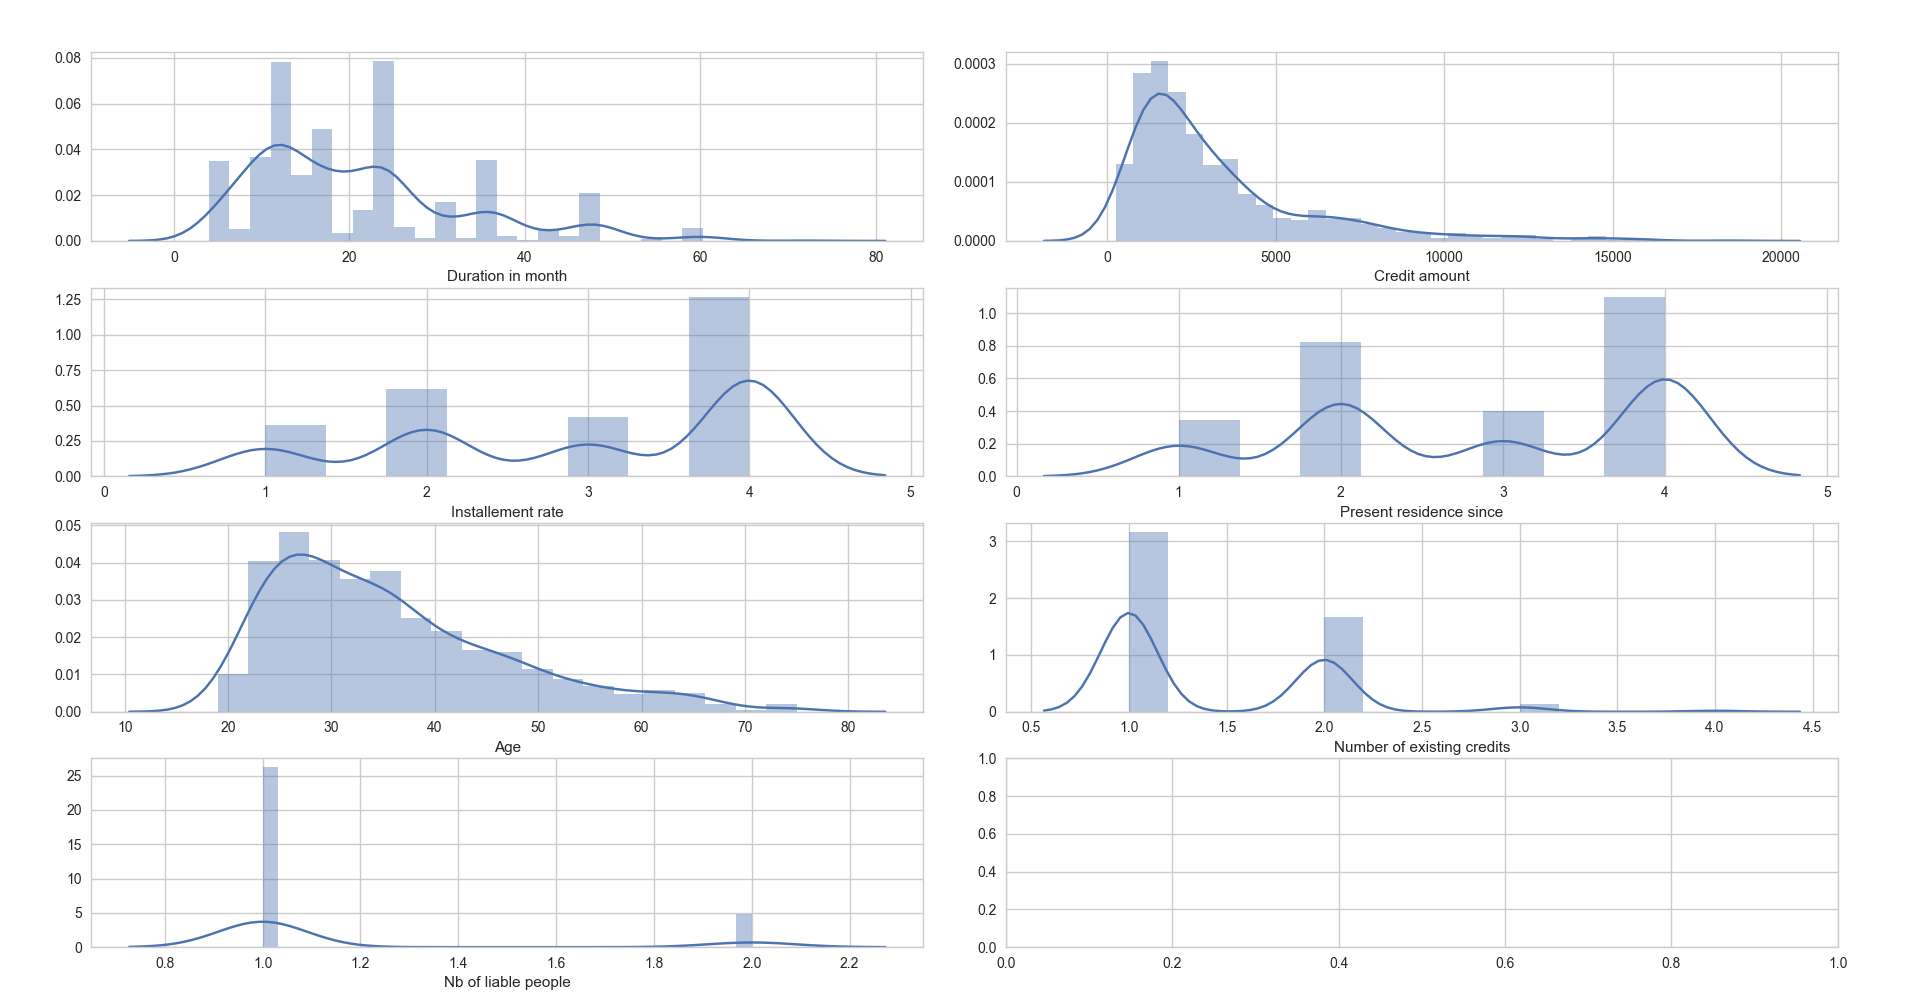 0.08
0.06
0.04
0.02
0.00
0 20 40 60 80
Duration in month
0.0003
0.0002
0.0001
0.0000
0 5000 10000 15000 20000
Credit amount
1.25
1.00
0.75
0.50
0.25
0.00
0 1 2 3 4 5
Installement rate
1.0
0.8
0.6
0.4
0.2
0.0
0 1 2 3 4 5
Present residence since
0.05
0.04
0.03
0.02
0.01
0.00
10 20 30 40 50 60 70 80
Age
3
2
1
0
0.5 1.0 1.5 2.0 2.5 3.0 3.5 4.0 4.5
Number of existing credits
25
20
15
10
5
0
0.8 1.0 1.2 1.4 1.6 1.8 2.0 2.2
Nb of liable people
1.0
0.8
0.6
0.4
0.2
0.0
0.0 0.2 0.4 0.6 0.8 1.0